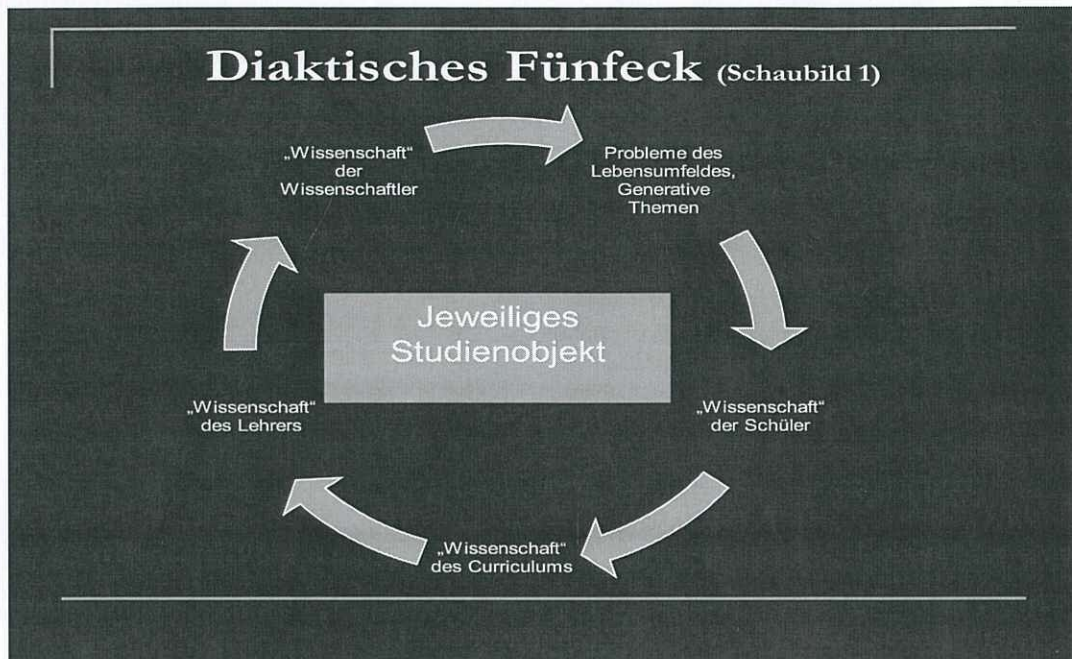 Diaktisches Fünfeck (Schaubild 1)
„Wissenschaft“
der
Wissenschaftler
Probleme des
Lebensumfeldes,
Generative
Themen
Jeweiliges
Studienobjekt
„Wissenschaft“
des Lehrers
„Wissenschaft“
der Schüler
„Wissenschaft“
des Curriculums